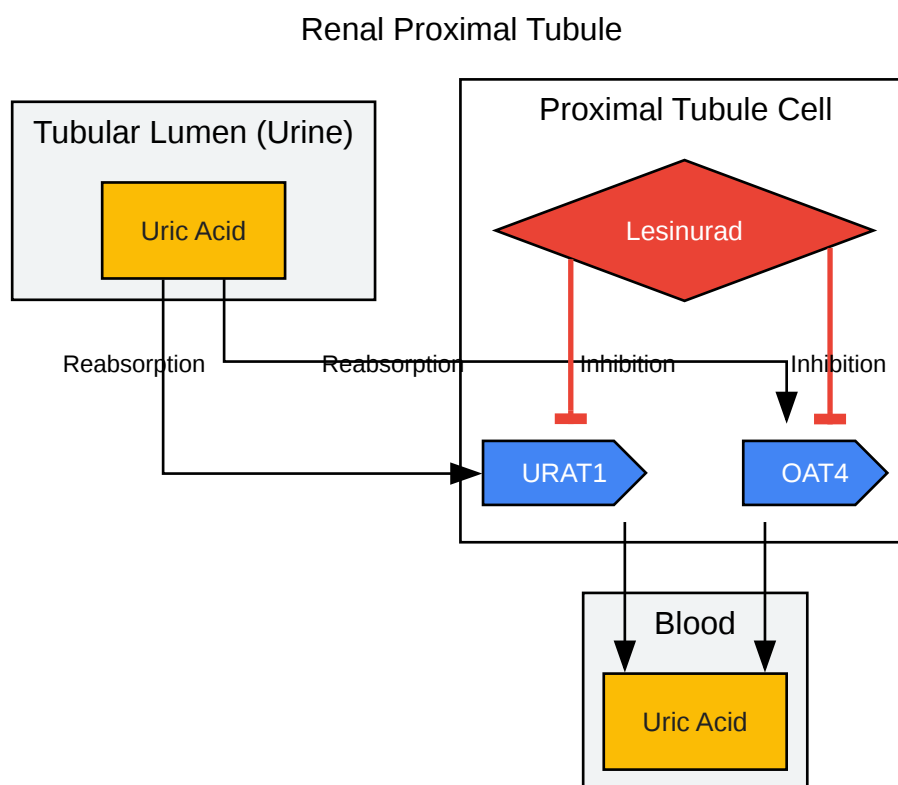 Renal Proximal Tubule
Tubular Lumen (Urine)
Uric Acid
Proximal Tubule Cell
Lesinurad
Reabsorption
Reabsorption
Inhibition
Inhibition
URAT1
OAT4
Blood
Uric Acid